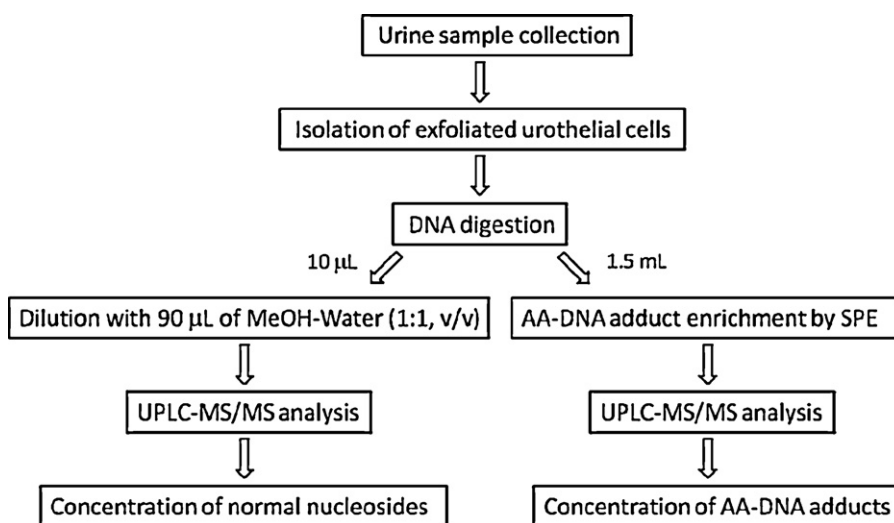 Urine sample collection
Isolation of exfoliated urothelial cells
DNA digestion
10 μL
1.5 mL
Dilution with 90 μL of MeOH-Water (1:1, v/v)
AA-DNA adduct enrichment by SPE
UPLC-MS/MS analysis
UPLC-MS/MS analysis
Concentration of normal nucleosides
Concentration of AA-DNA adducts